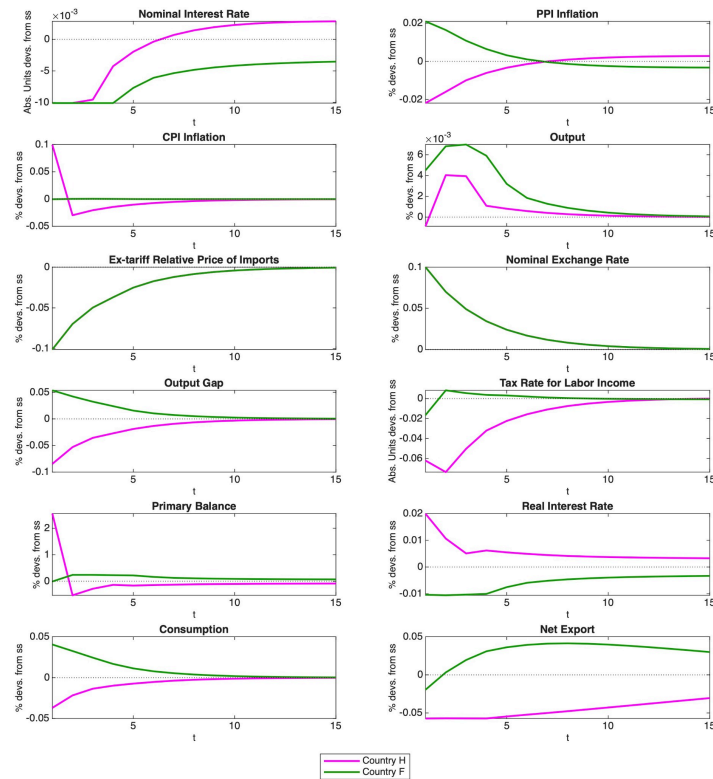 Nominal Interest Rate
×10⁻³
0
-5
-10
Abs. Units devs. from ss
5
10
15
t
PPI Inflation
0.02
0
-0.02
% devs. from ss
5
10
15
t
CPI Inflation
0.1
0.05
0
-0.05
% devs. from ss
5
10
15
t
Output
×10⁻³
6
4
2
0
% devs. from ss
5
10
15
t
Ex-tariff Relative Price of Imports
0
-0.05
-0.1
% devs. from ss
5
10
15
t
Nominal Exchange Rate
0.1
0.05
0
% devs. from ss
5
10
15
t
Output Gap
0.05
0
-0.05
-0.1
% devs. from ss
5
10
15
t
Tax Rate for Labor Income
0
-0.02
-0.04
-0.06
Abs. Units devs. from ss
5
10
15
t
Primary Balance
2
1
0
% devs. from ss
5
10
15
t
Real Interest Rate
0.02
0.01
0
-0.01
% devs. from ss
5
10
15
t
Consumption
0.05
0
-0.05
% devs. from ss
5
10
15
t
Net Export
0.05
0
-0.05
% devs. from ss
5
10
15
t
Country H
Country F